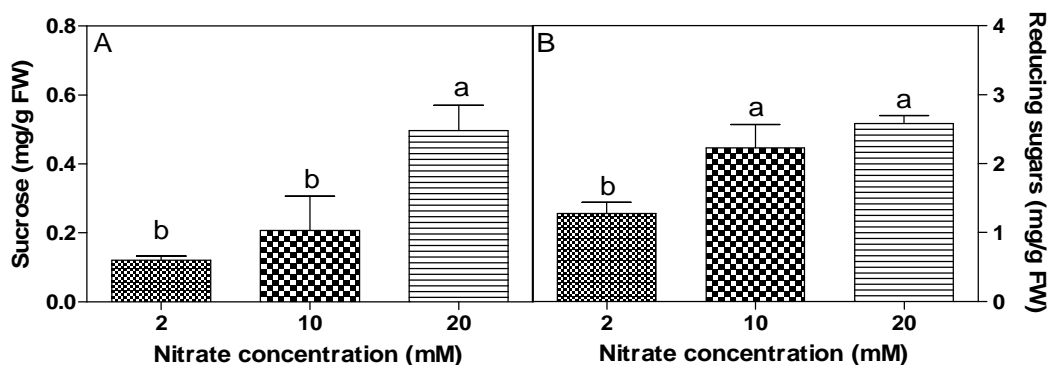 A
B
Sucrose (mg/g FW)
0.8
0.6
0.4
0.2
0.0
b
b
a
2
10
20
Nitrate concentration (mM)
b
a
a
2
10
20
Nitrate concentration (mM)
4
3
2
1
0
Reducing sugars (mg/g FW)